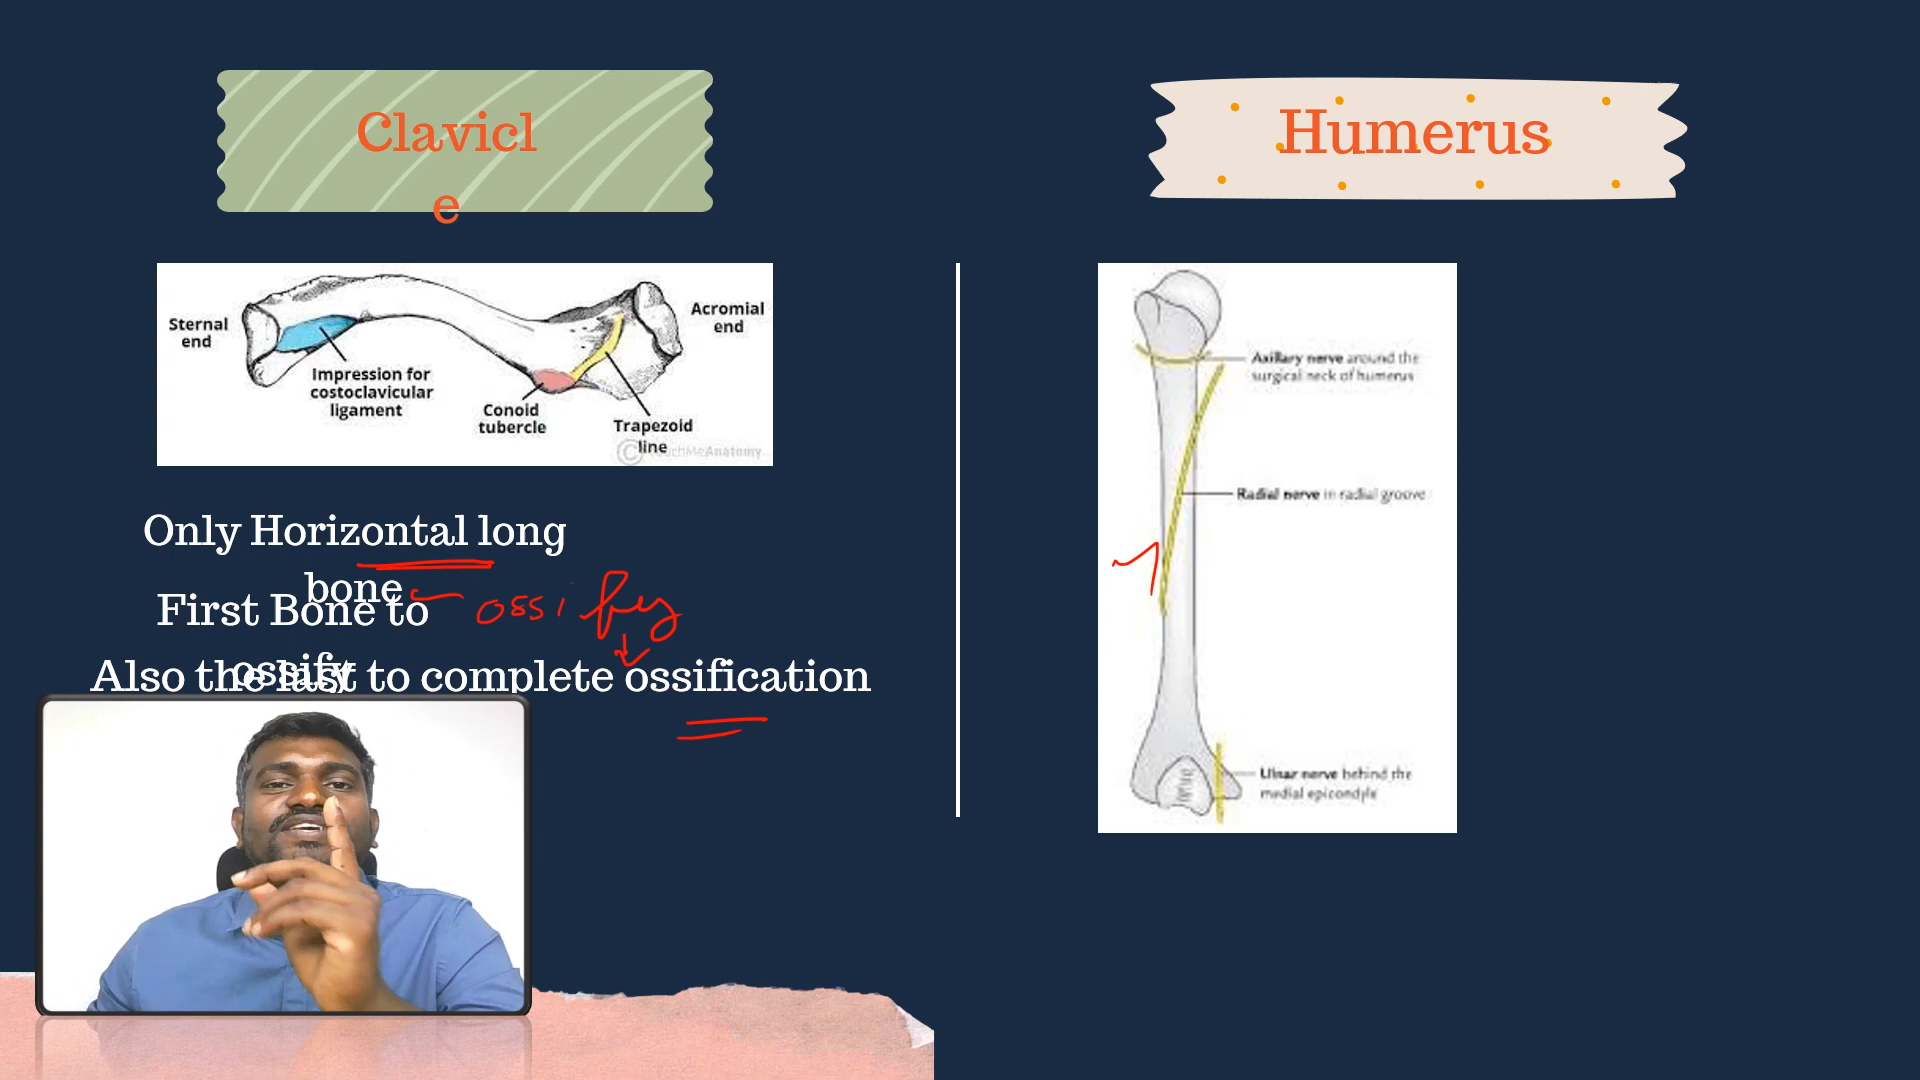 Clavicl
e
Humerus
Sternal
end
Acromial
end
Impression for
costoclavicular
ligament
Conoid
tubercle
Trapezoid
line
©
chMeAnatomy
Only Horizontal long
bone
First Bone to
ossify
ossify
Also the last to complete ossification
Axillary nerve around the
surgical neck of humerus
Radial nerve in radial groove
Ulnar nerve behind the
medial epicondyle